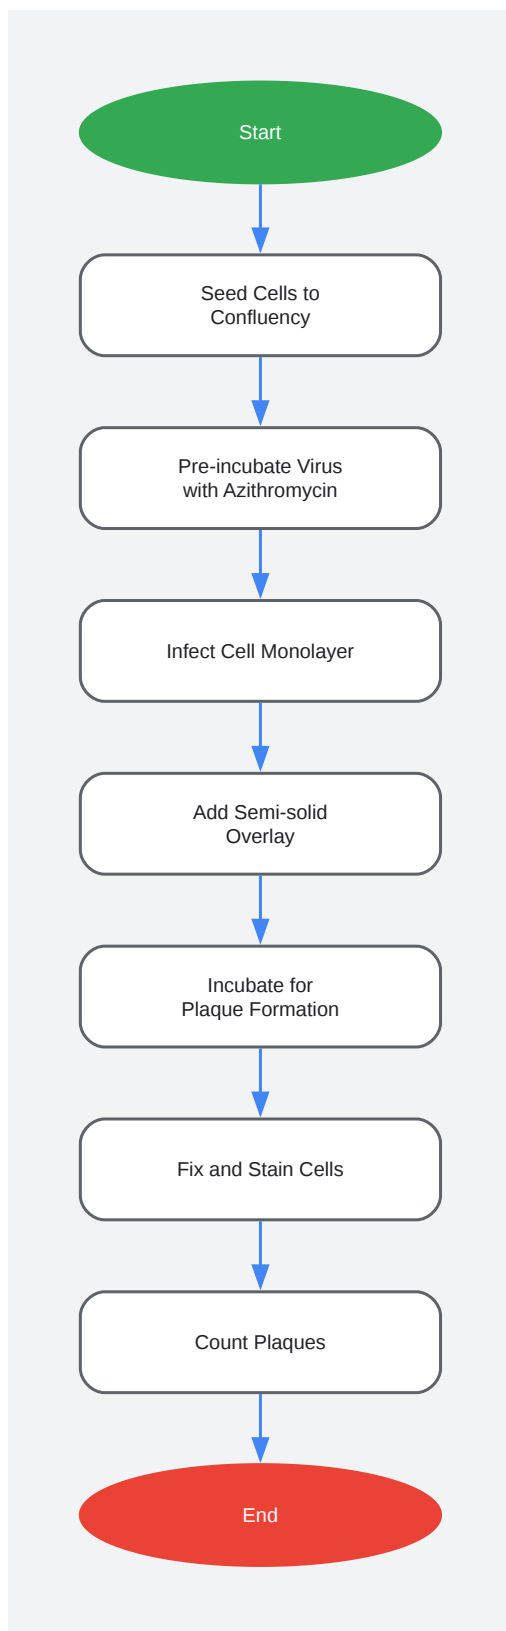 Start
Seed Cells to
Confluency
Pre-incubate Virus
with Azithromycin
Infect Cell Monolayer
Add Semi-solid
Overlay
Incubate for
Plaque Formation
Fix and Stain Cells
Count Plaques
End